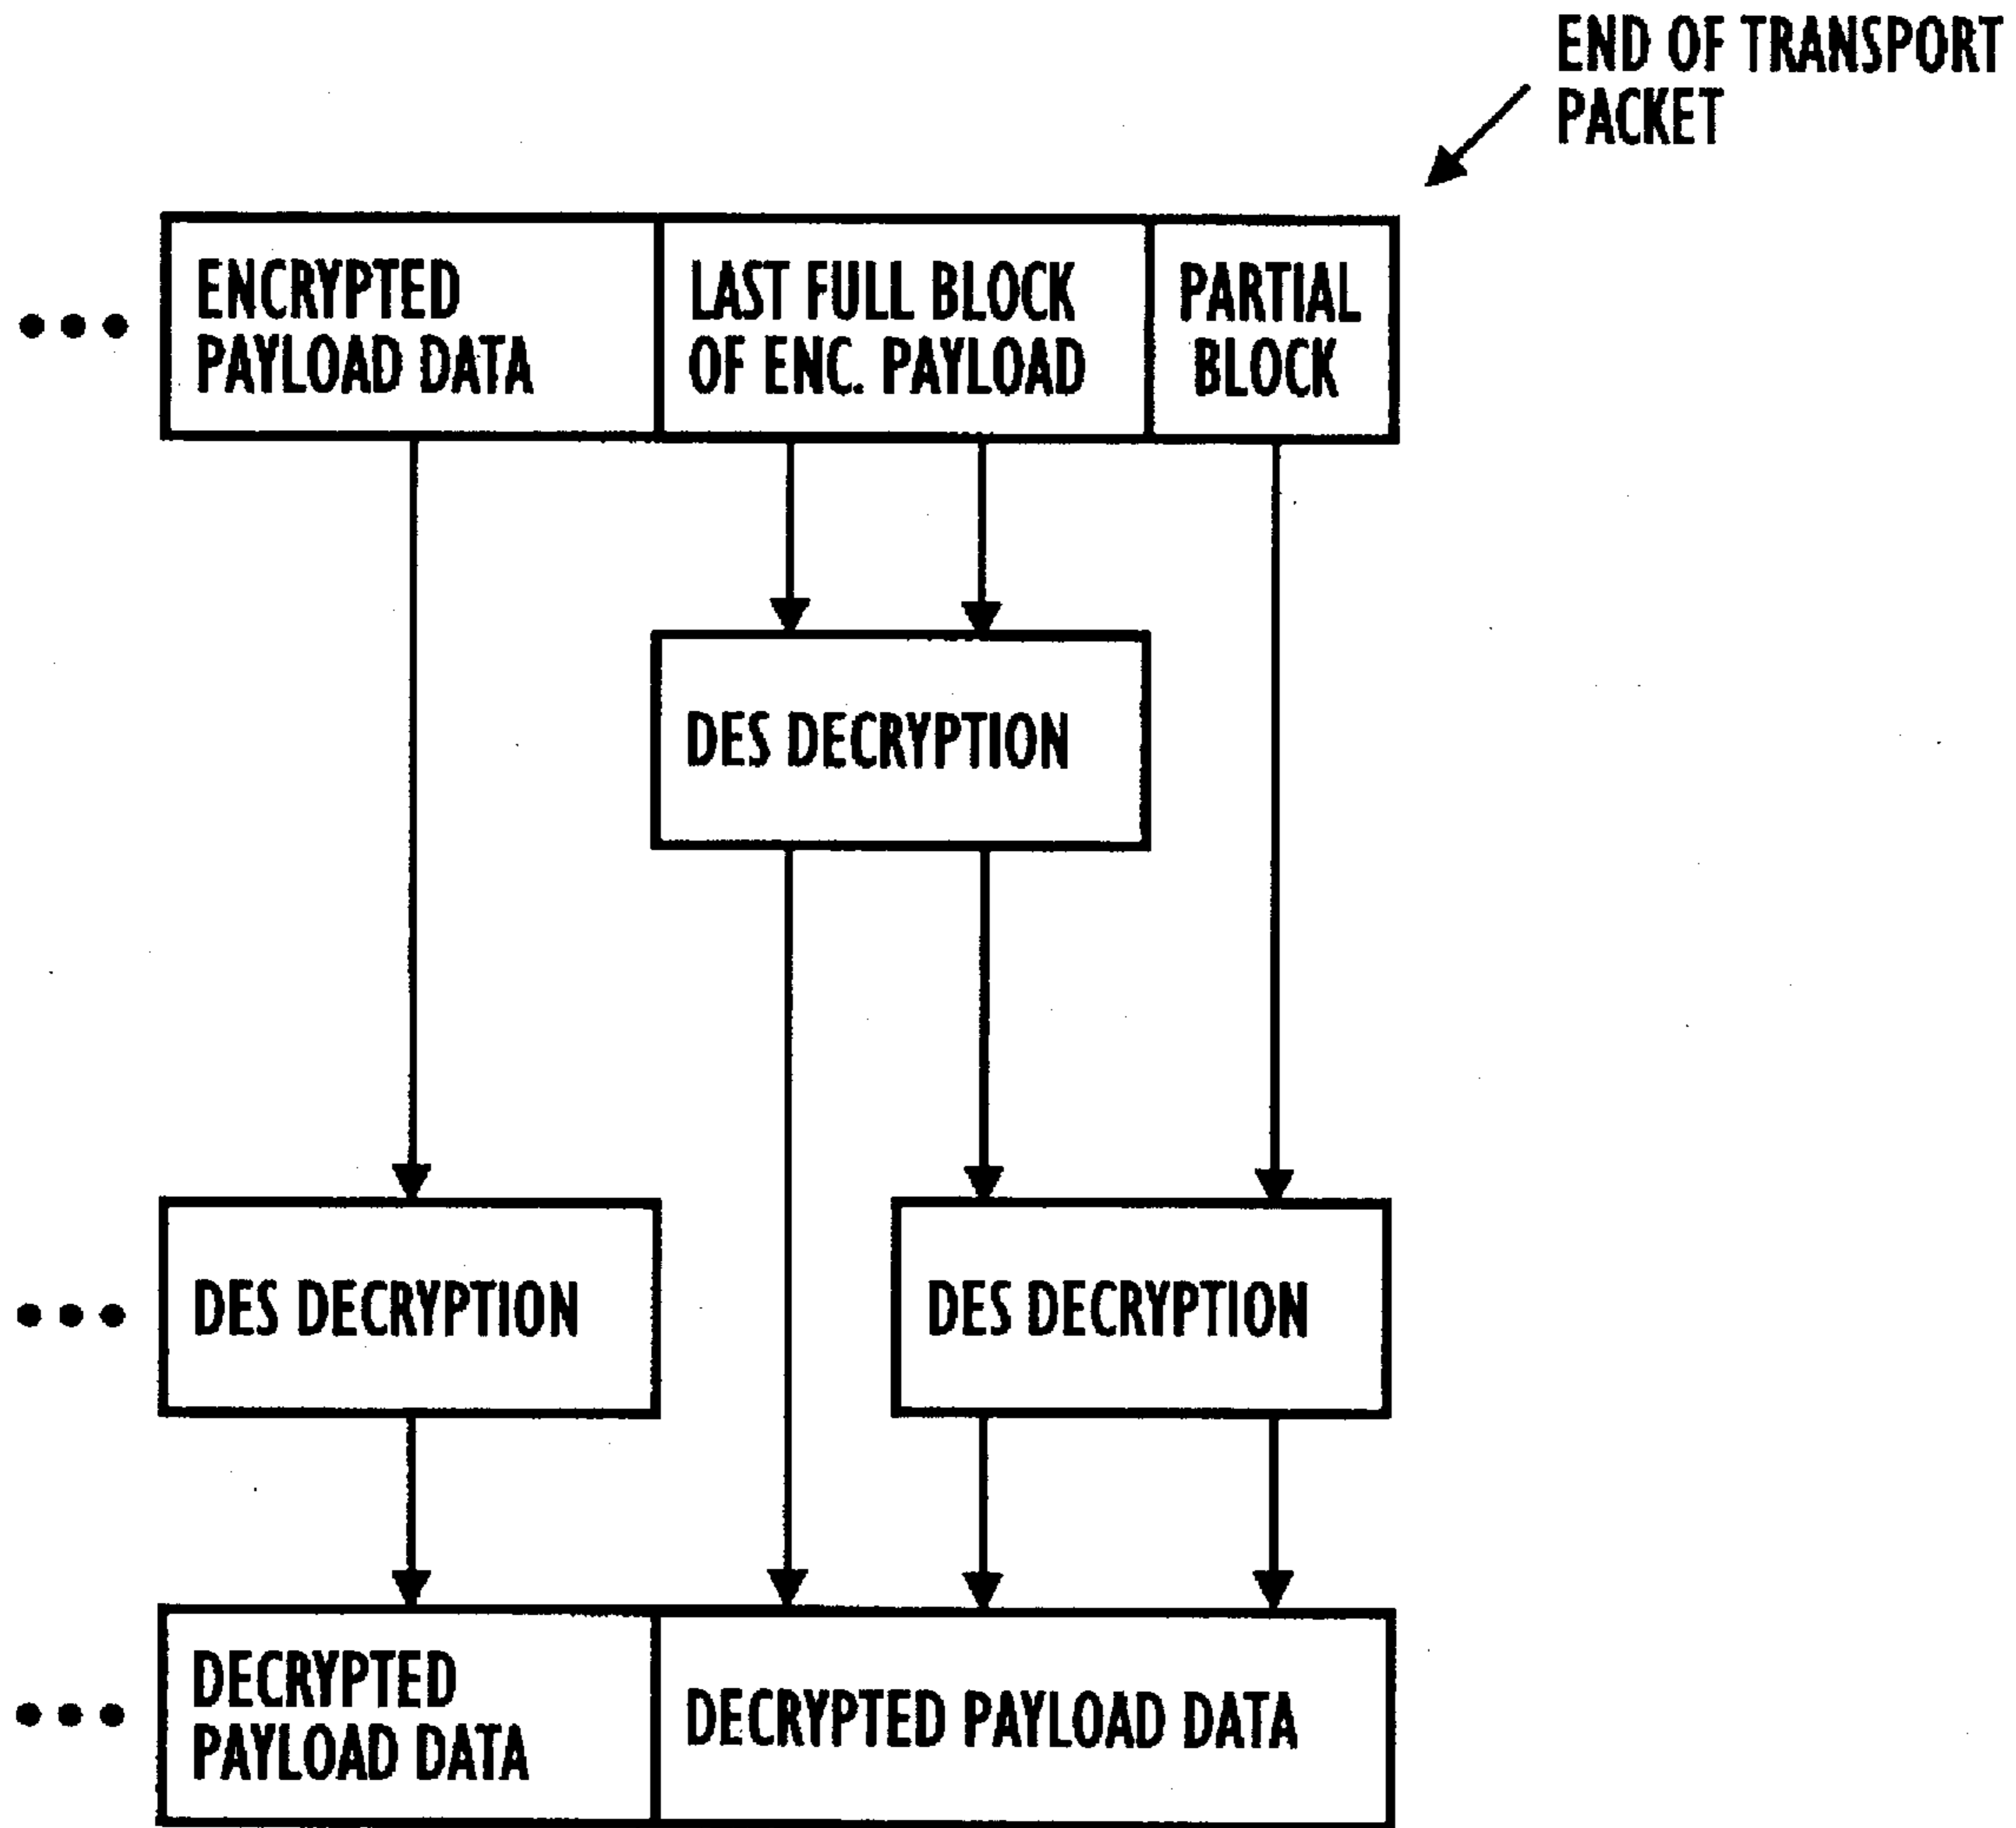 END OF TRANSPORT
PACKET
ENCRYPTED
PAYLOAD DATA
LAST FULL BLOCK
OF ENC. PAYLOAD
PARTIAL
BLOCK
DES DECRYPTION
DES DECRYPTION
DES DECRYPTION
DECRYPTED
PAYLOAD DATA
DECRYPTED PAYLOAD DATA